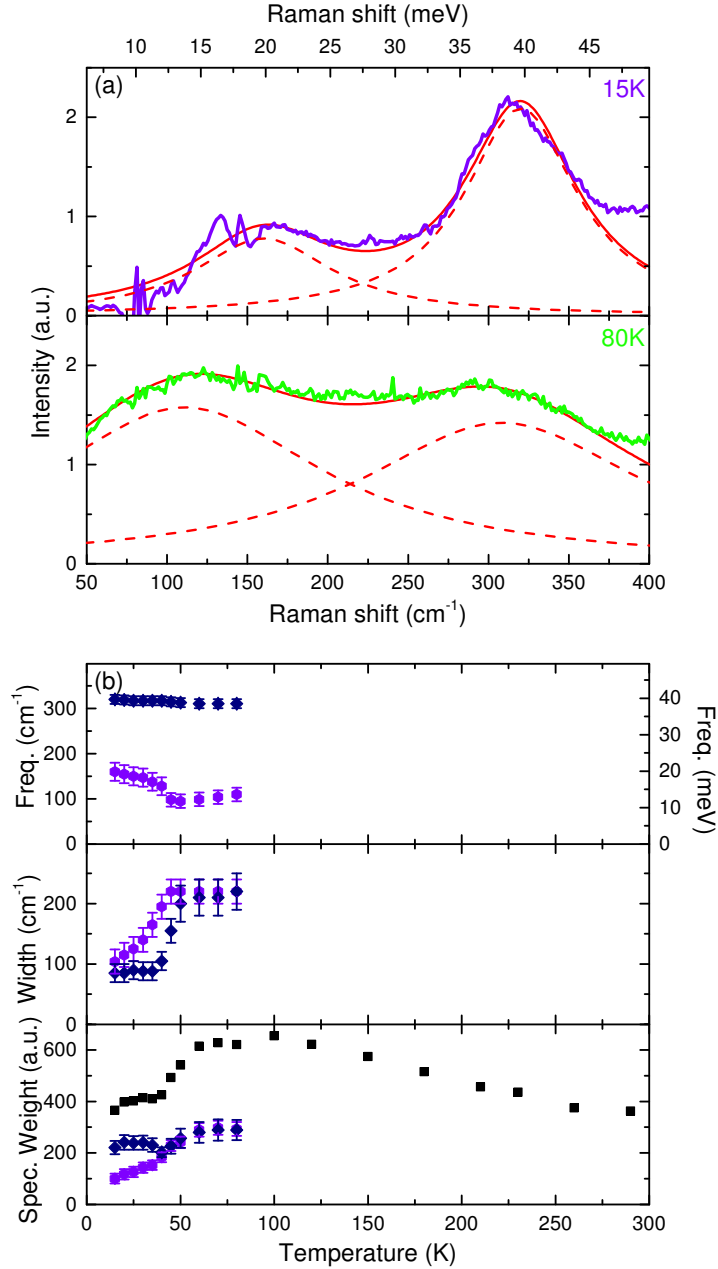 Raman shift (meV)
10 15 20 25 30 35 40 45
(a)
15K
2
1
0
Intensity (a.u.)
80K
2
1
0
50 100 150 200 250 300 350 400
Raman shift (cm-1)
(b)
300
200
100
0
Freq. (cm-1)
40
30
20
10
0
Freq. (meV)
200
100
0
Width (cm-1)
600
400
200
0
Spec. Weight (a.u.)
0 50 100 150 200 250 300
Temperature (K)